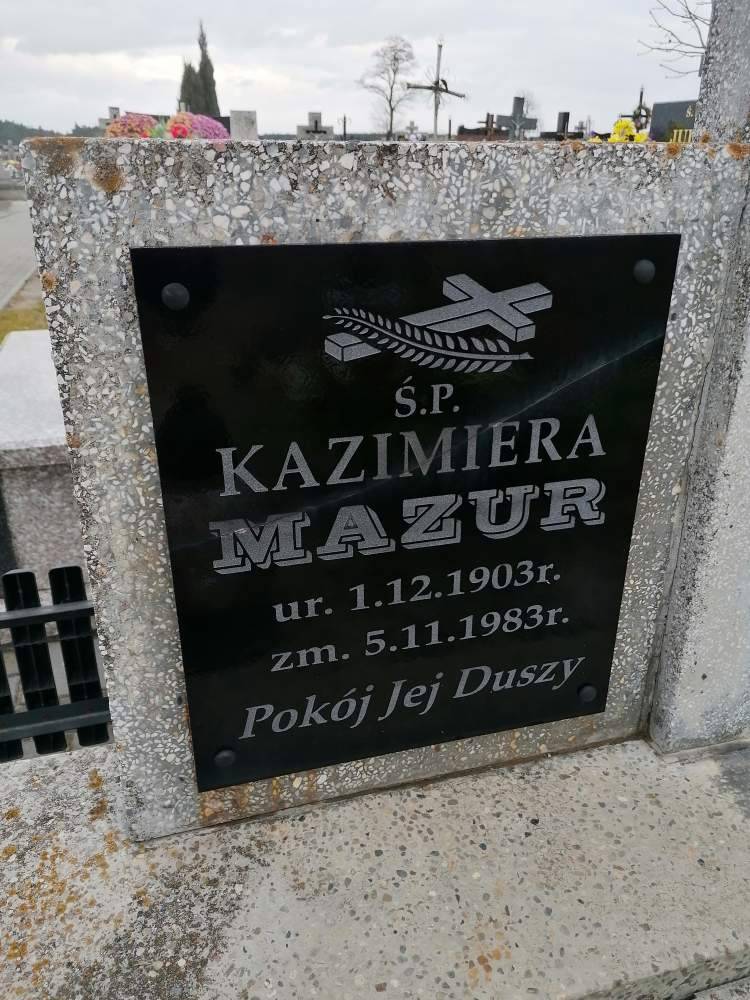 Ś.P.
KAZIMIERA
MAZUR
ur. 1.12.1903r.
zm. 5.11.1983r.
Pokój Jej Duszy